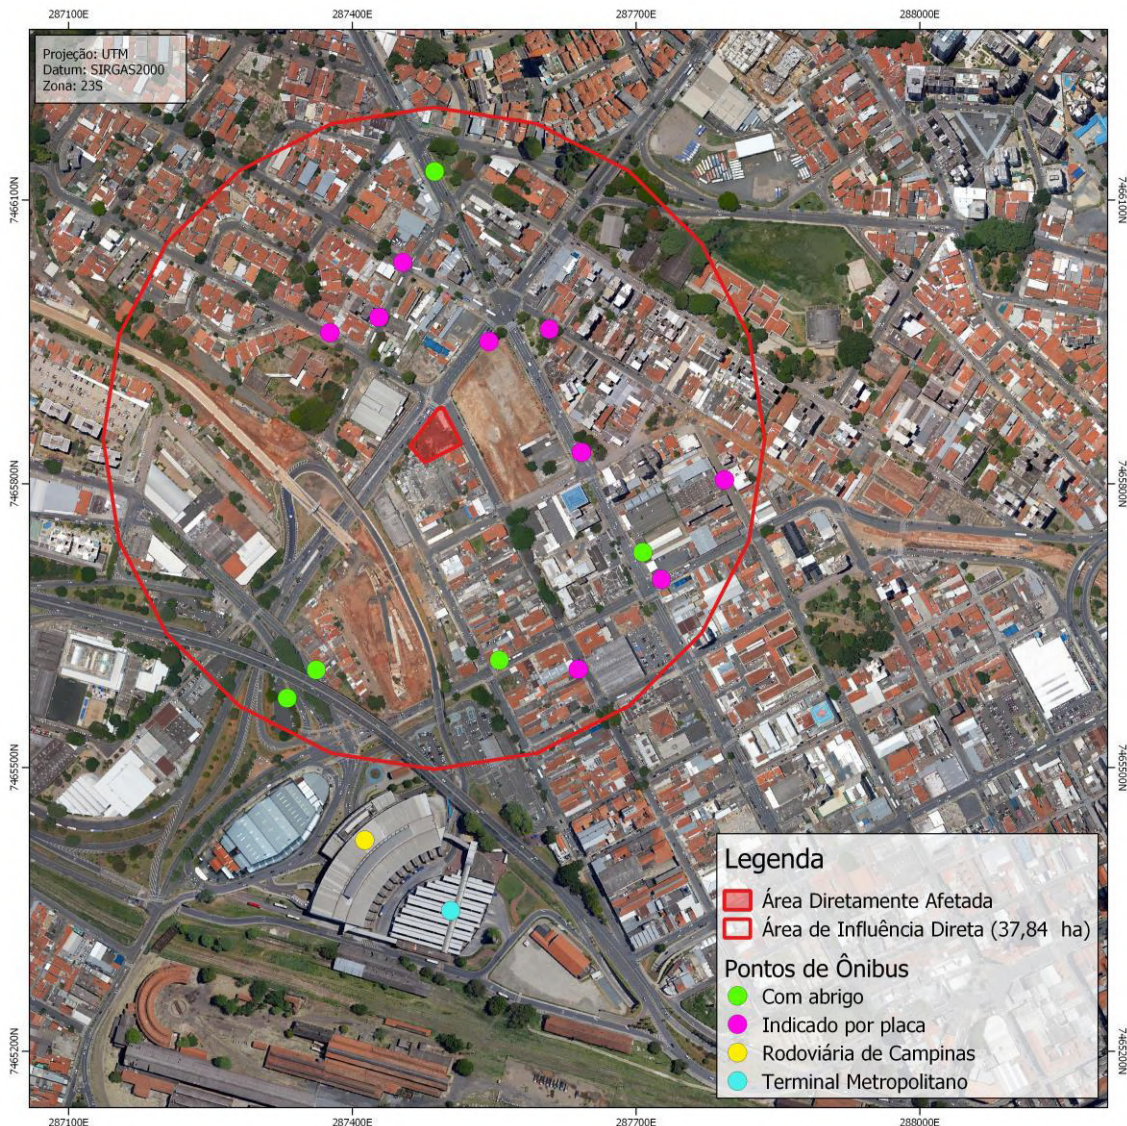 287100E
287400E
287700E
288000E
Projeção: UTM
Datum: SIRGAS2000
Zona: 23S
7466100N
7466100N
7465800N
7465800N
7465500N
7465500N
7465200N
7465200N
Legenda
Área Diretamente Afetada
Área de Influência Direta (37,84 ha)
Pontos de Ônibus
Com abrigo
Indicado por placa
Rodoviária de Campinas
Terminal Metropolitano
287100E
287400E
287700E
288000E